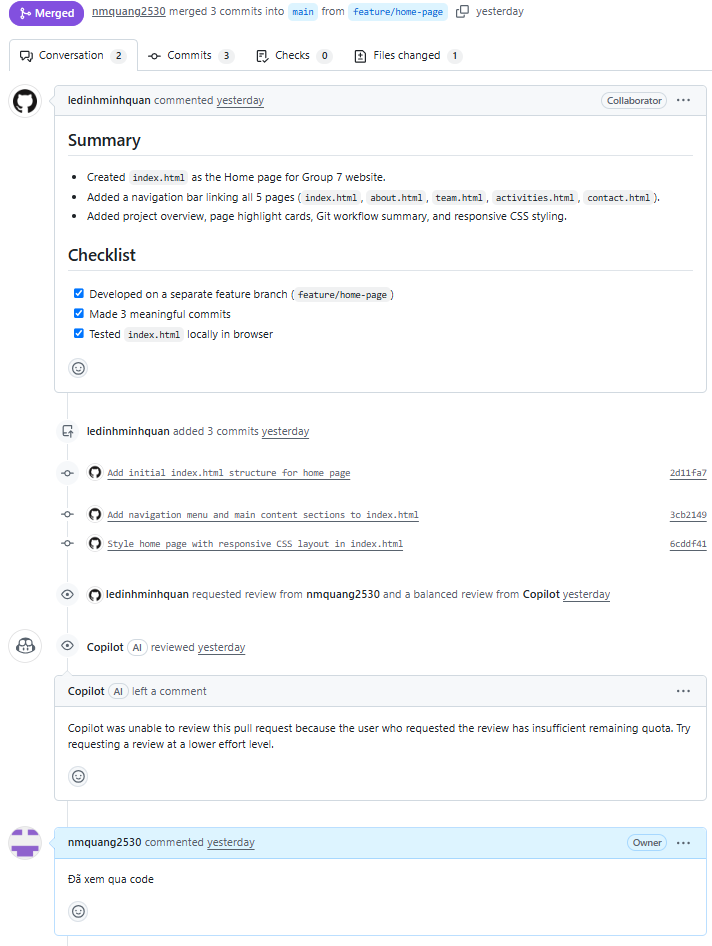 Merged nmquang2530 merged 3 commits into main from feature/home-page yesterday
Conversation 2 Commits 3 Checks 0 Files changed 1
ledinhminhquan commented yesterday Collaborator
Summary
Created index.html as the Home page for Group 7 website.
Added a navigation bar linking all 5 pages ( index.html , about.html , team.html , activities.html , contact.html ).
Added project overview, page highlight cards, Git workflow summary, and responsive CSS styling.
Checklist
Developed on a separate feature branch ( feature/home-page )
Made 3 meaningful commits
Tested index.html locally in browser
ledinhminhquan added 3 commits yesterday
Add initial index.html structure for home page 2d11fa7
Add navigation menu and main content sections to index.html 3cb2149
Style home page with responsive CSS layout in index.html 6cddf41
ledinhminhquan requested review from nmquang2530 and a balanced review from Copilot yesterday
Copilot AI reviewed yesterday
Copilot AI left a comment
Copilot was unable to review this pull request because the user who requested the review has insufficient remaining quota. Try
requesting a review at a lower effort level.
nmquang2530 commented yesterday Owner
Đã xem qua code